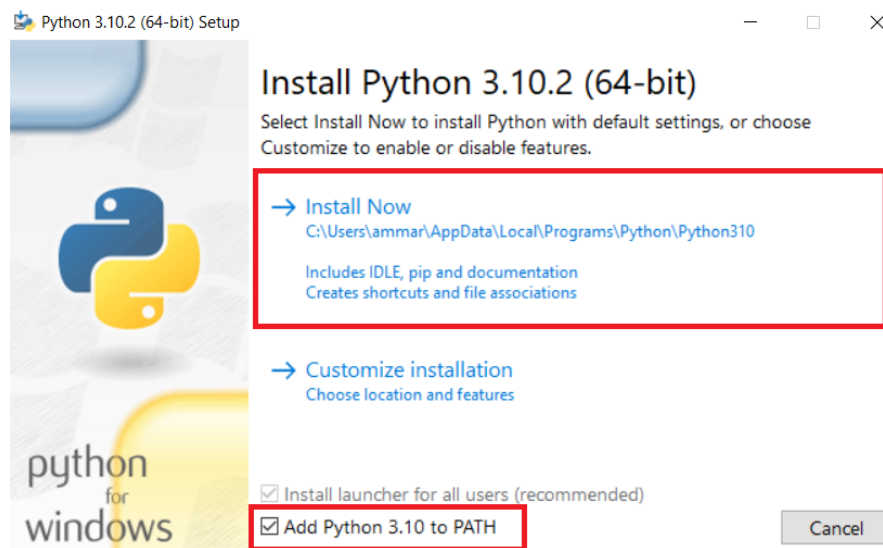 Python 3.10.2 (64-bit) Setup
Install Python 3.10.2 (64-bit)
Select Install Now to install Python with default settings, or choose
Customize to enable or disable features.
Install Now
C:\Users\ammar\AppData\Local\Programs\Python\Python310
Includes IDLE, pip and documentation
Creates shortcuts and file associations
Customize installation
Choose location and features
Install launcher for all users (recommended)
Add Python 3.10 to PATH
Cancel
python
for
windows